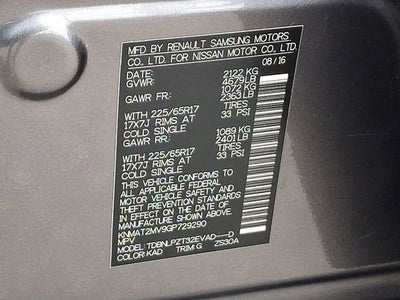 MFD BY RENAULT SAMSUNG MOTORS
CO. LTD. FOR NISSAN MOTOR CO. LTD.
DATE: 08/16
GVWR: 2122 KG
4679LB
GAWR FR: 1072 KG
2363LB
WITH 225/65R17 TIRES
17X7J RIMS AT 33 PSI
COLD SINGLE
GAWR RR: 1089 KG
2401LB
WITH 225/65R17 TIRES
17X7J RIMS AT 33 PSI
COLD SINGLE
THIS VEHICLE CONFORMS TO
ALL APPLICABLE FEDERAL
MOTOR VEHICLE SAFETY STANDARDS
IN EFFECT ON THE DATE OF
MANUFACTURE SHOWN ABOVE.
KNMAT2MV9GP729290
MPV
MODEL: TDBNLPZT32EVAD----D
COLOR: KAD TRIM: G ZS30A